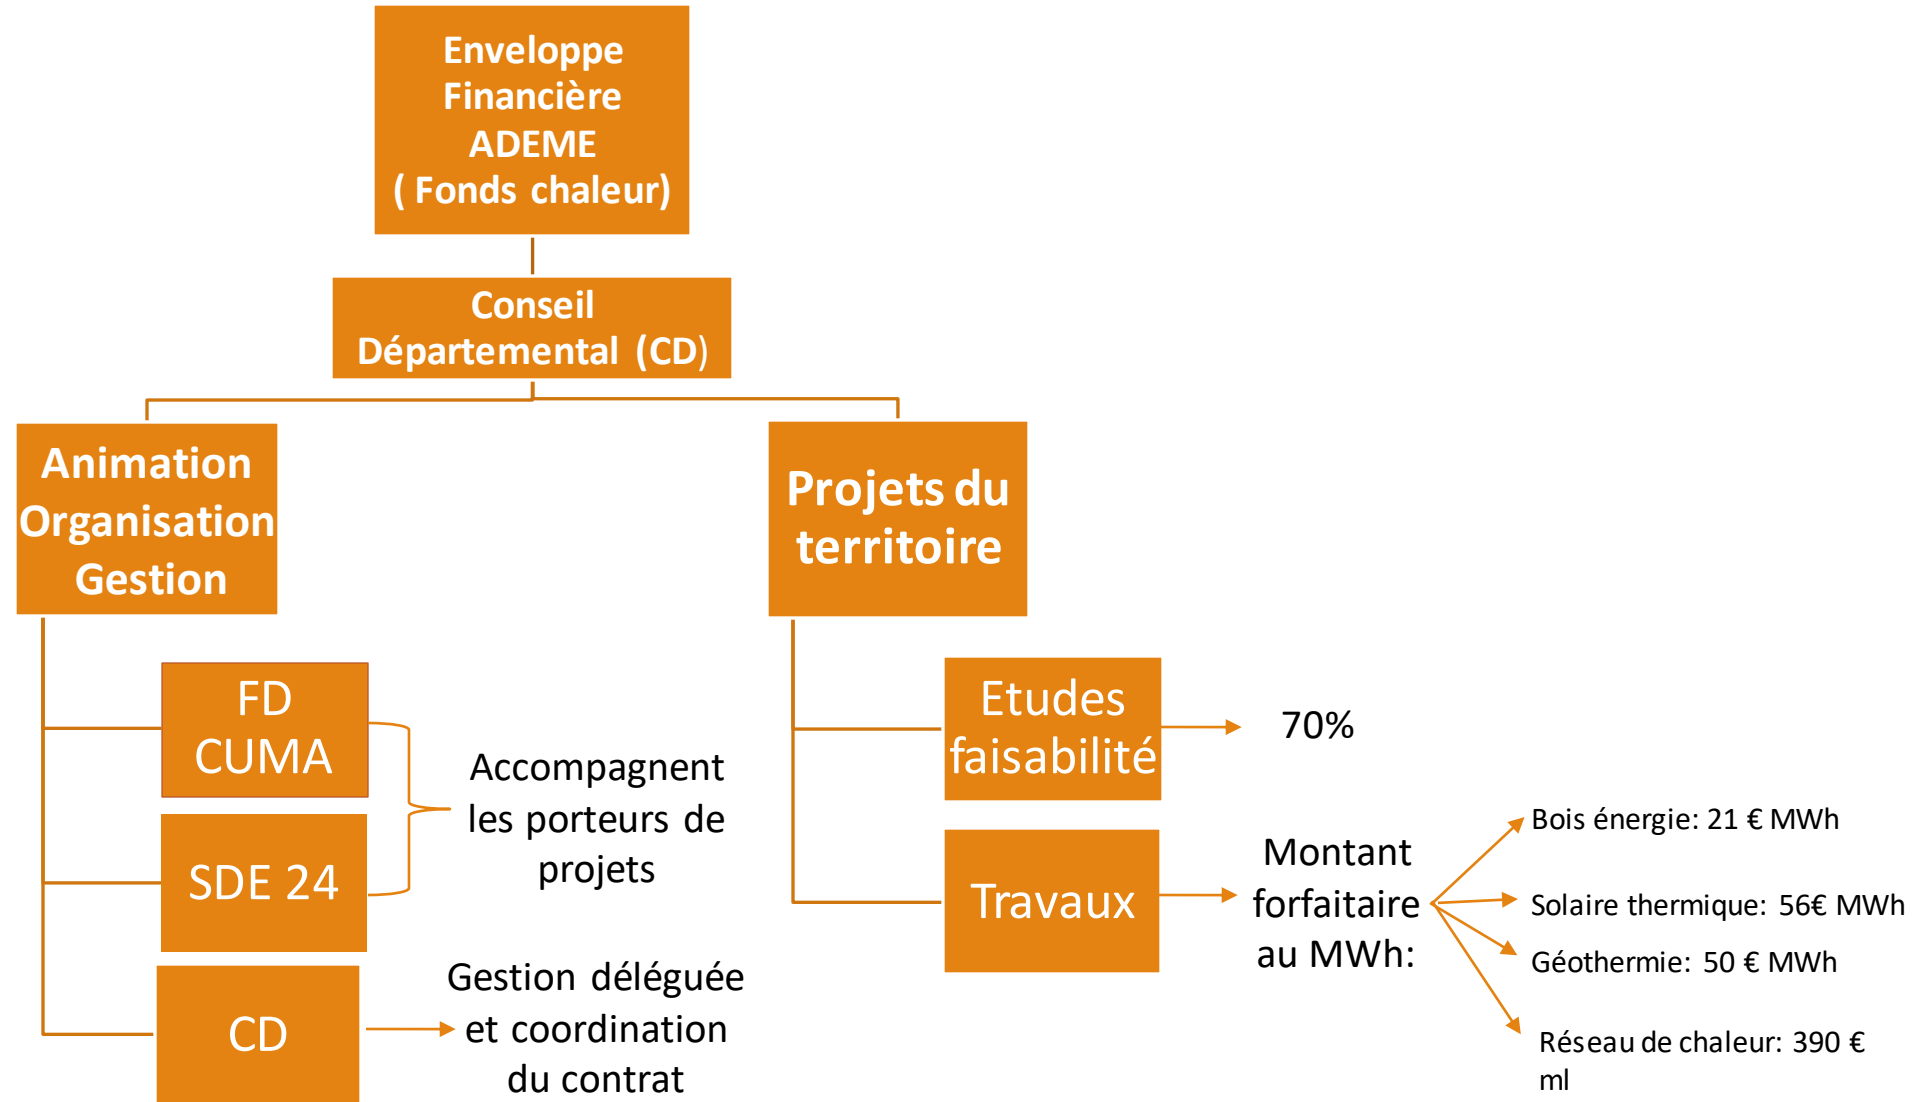 Enveloppe
Financière
ADEME
( Fonds chaleur)
Conseil
Départemental (CD)
Animation
Organisation
Gestion
Projets du
territoire
FD
CUMA
SDE 24
Accompagnent
les porteurs de
projets
CD
Gestion déléguée
et coordination
du contrat
Etudes
faisabilité
70%
Travaux
Montant
forfaitaire
au MWh:
Bois énergie: 21 € MWh
Solaire thermique: 56€ MWh
Géothermie: 50 € MWh
Réseau de chaleur: 390 €
ml